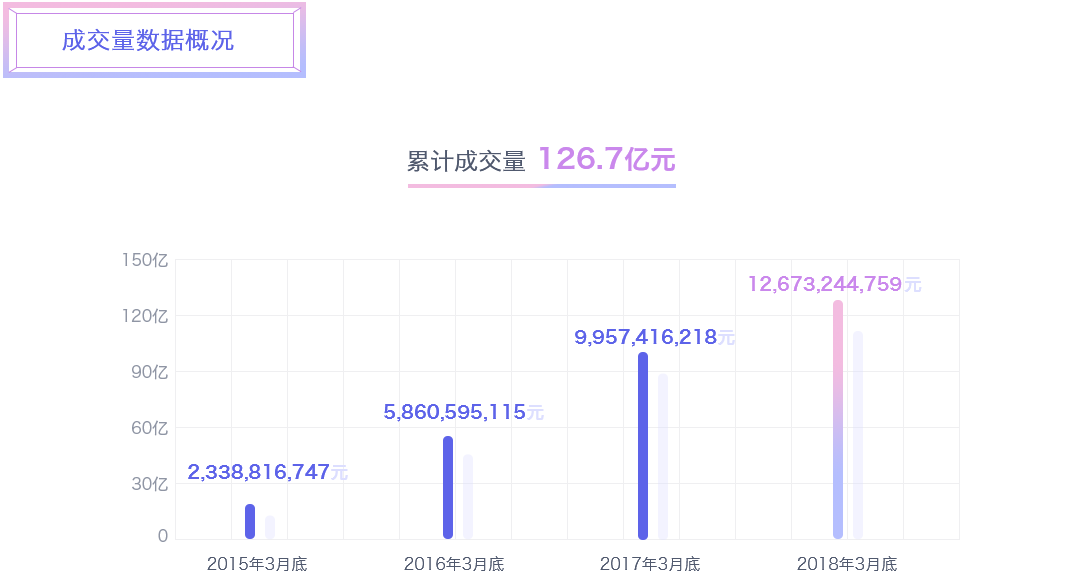 成交量数据概况
累计成交量 126.7亿元
150亿
120亿
90亿
60亿
30亿
0
12,673,244,759元
9,957,416,218元
5,860,595,115元
2,338,816,747元
2015年3月底 2016年3月底 2017年3月底 2018年3月底